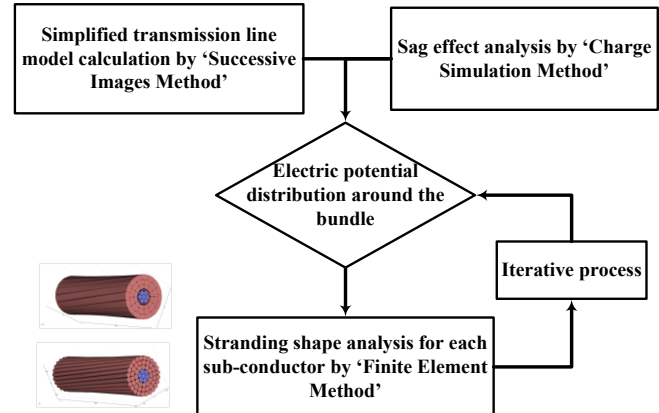 Simplified transmission line
model calculation by ‘Successive
Images Method’
Sag effect analysis by ‘Charge
Simulation Method’
Electric potential
distribution around the
bundle
Iterative process
Stranding shape analysis for each
sub-conductor by ‘Finite Element
Method’